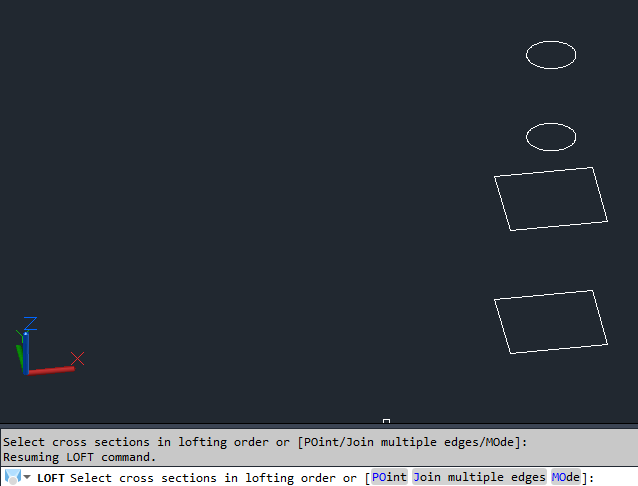 Z
X
Select cross sections in lofting order or [POint/Join multiple edges/MOde]:
Resuming LOFT command.
LOFT Select cross sections in lofting order or [POint Join multiple edges MOde]: